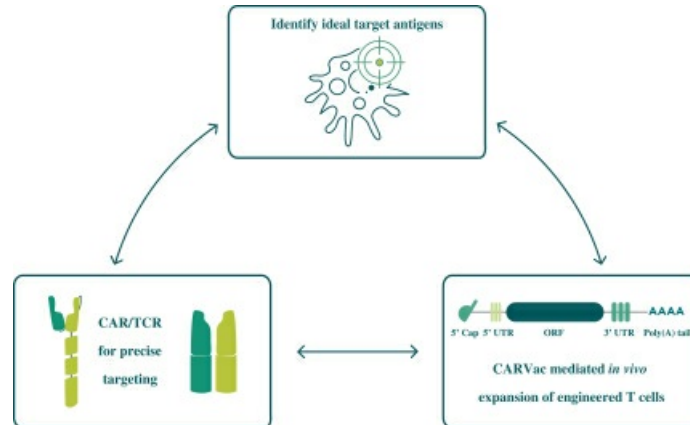 Identify ideal target antigens
CAR/TCR
for precise
targeting
AAAA
5' Cap 5' UTR ORF 3' UTR Poly(A) tail
CARVac mediated in vivo
expansion of engineered T cells